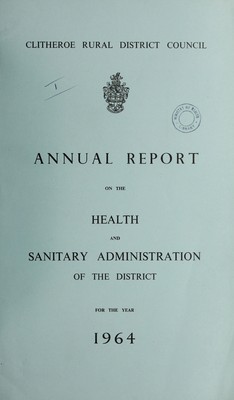 CLITHEROE RURAL DISTRICT COUNCIL
ANNUAL REPORT
ON THE
HEALTH
AND
SANITARY ADMINISTRATION
OF THE DISTRICT
FOR THE YEAR
1964